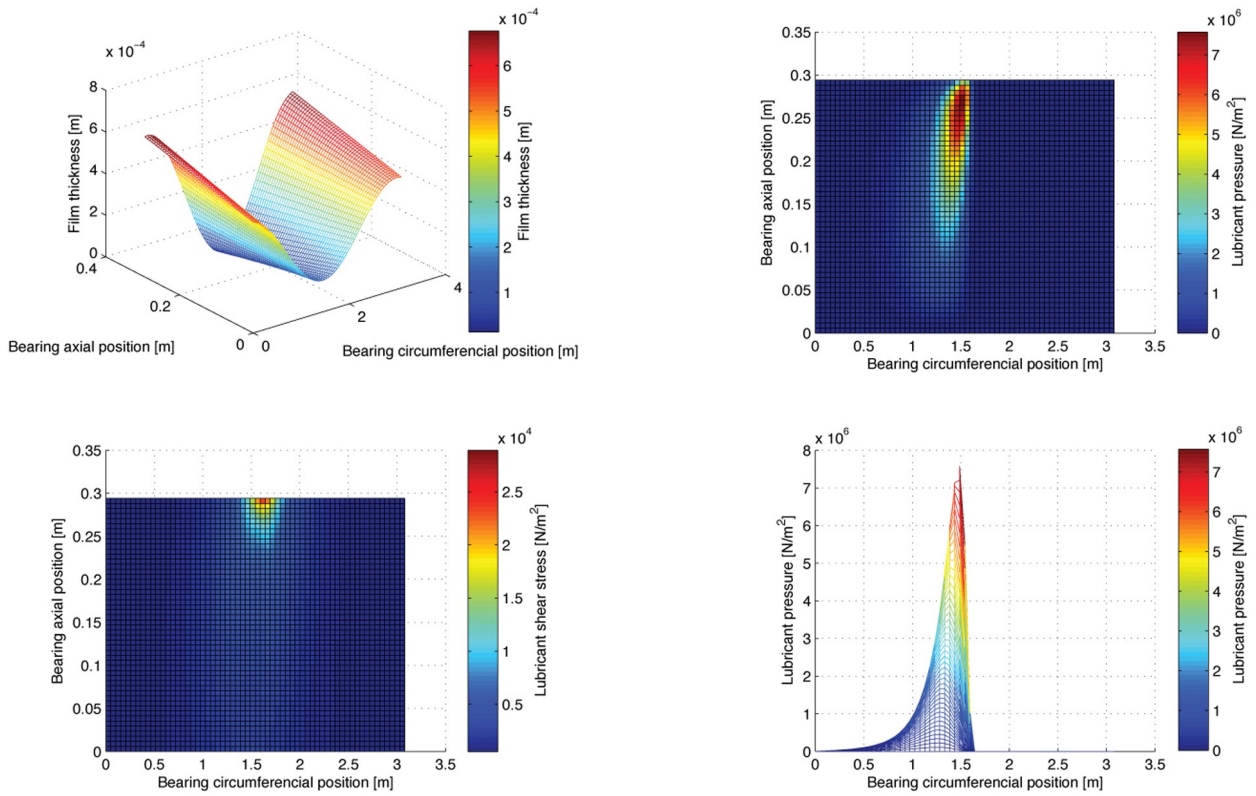 x 10⁻⁴
8
6
4
2
0
Film thickness [m]
0.4
0.2
0
Bearing axial position [m]
0
2
4
Bearing circumferencial position [m]
x 10⁻⁴
6
5
4
3
2
1
Film thickness [m]
0.35
0.3
0.25
0.2
0.15
0.1
0.05
0
Bearing axial position [m]
0 0.5 1 1.5 2 2.5 3 3.5
Bearing circumferencial position [m]
x 10⁶
7
6
5
4
3
2
1
0
Lubricant pressure [N/m²]
0.35
0.3
0.25
0.2
0.15
0.1
0.05
0
Bearing axial position [m]
0 0.5 1 1.5 2 2.5 3 3.5
Bearing circumferencial position [m]
x 10⁴
2.5
2
1.5
1
0.5
Lubricant shear stress [N/m²]
x 10⁶
8
7
6
5
4
3
2
1
0
Lubricant pressure [N/m²]
0 0.5 1 1.5 2 2.5 3 3.5
Bearing circumferencial position [m]
x 10⁶
7
6
5
4
3
2
1
0
Lubricant pressure [N/m²]